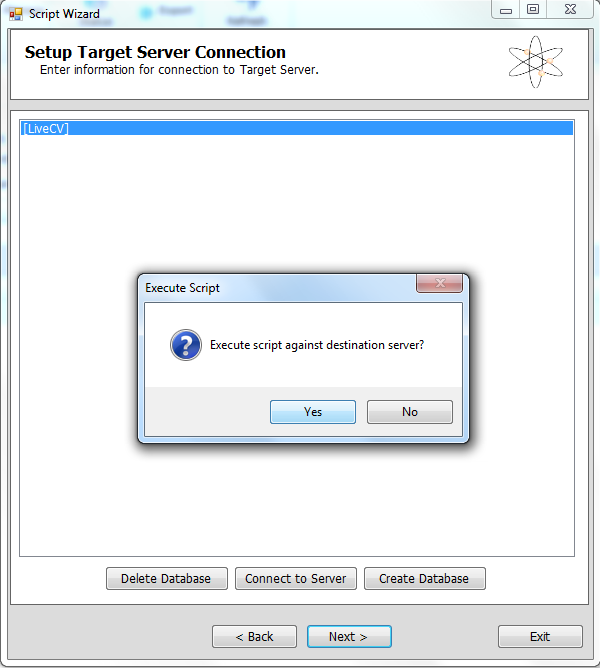 Script Wizard
Setup Target Server Connection
Enter information for connection to Target Server.
[LiveCV]
Execute Script
Execute script against destination server?
Yes No
Delete Database Connect to Server Create Database
< Back Next > Exit